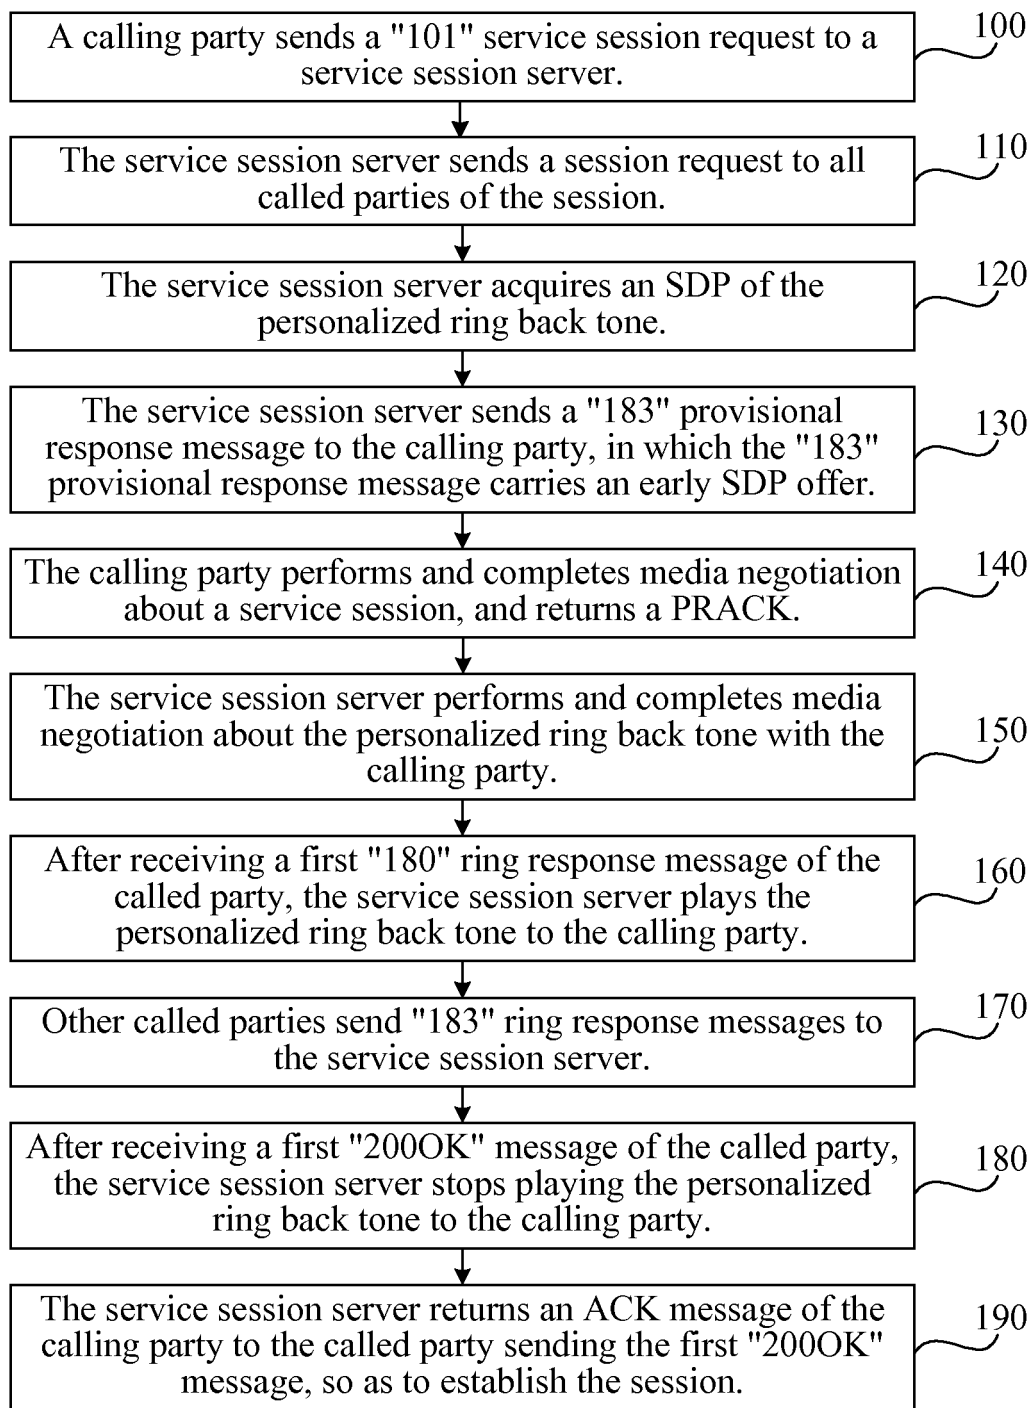 A calling party sends a "101" service session request to a
service session server.
100
The service session server sends a session request to all
called parties of the session.
110
The service session server acquires an SDP of the
personalized ring back tone.
120
The service session server sends a "183" provisional
response message to the calling party, in which the "183"
provisional response message carries an early SDP offer.
130
The calling party performs and completes media negotiation
about a service session, and returns a PRACK.
140
The service session server performs and completes media
negotiation about the personalized ring back tone with the
calling party.
150
After receiving a first "180" ring response message of the
called party, the service session server plays the
personalized ring back tone to the calling party.
160
Other called parties send "183" ring response messages to
the service session server.
170
After receiving a first "200OK" message of the called party,
the service session server stops playing the personalized
ring back tone to the calling party.
180
The service session server returns an ACK message of the
calling party to the called party sending the first "200OK"
message, so as to establish the session.
190